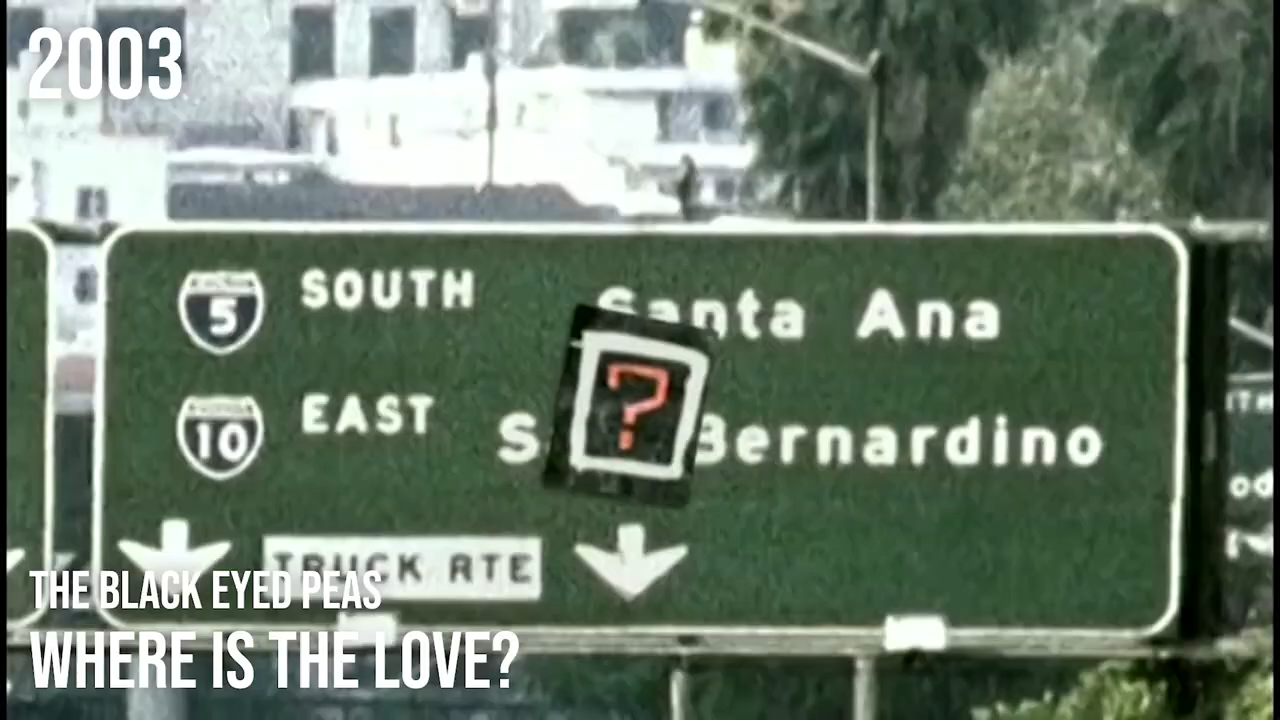 2003
SOUTH Santa Ana
5
?
EAST S Bernardino
10
TRUCK RTE
THE BLACK EYED PEAS
WHERE IS THE LOVE?